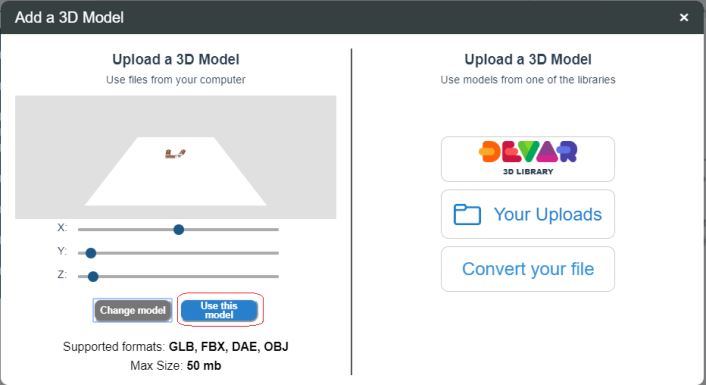 Add a 3D Model
×
Upload a 3D Model
Use files from your computer
X:
Y:
Z:
Change model
Use this
model
Supported formats: GLB, FBX, DAE, OBJ
Max Size: 50 mb
Upload a 3D Model
Use models from one of the libraries
DEVAR
3D LIBRARY
Your Uploads
Convert your file